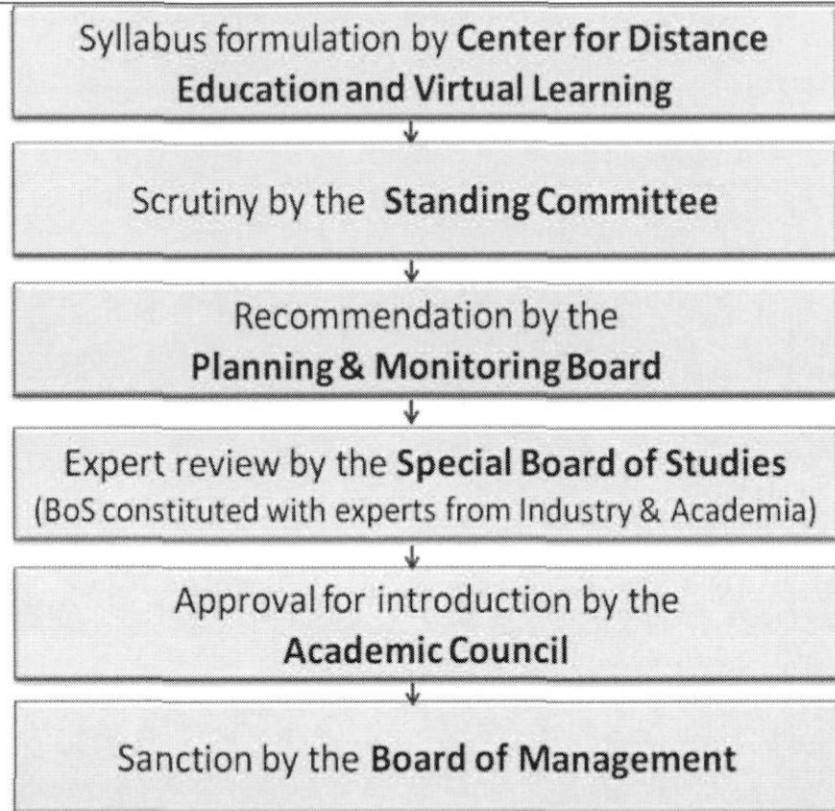 Syllabus formulation by Center for Distance
Education and Virtual Learning
Scrutiny by the Standing Committee
Recommendation by the
Planning & Monitoring Board
Expert review by the Special Board of Studies
(BoS constituted with experts from Industry & Academia)
Approval for introduction by the
Academic Council
Sanction by the Board of Management